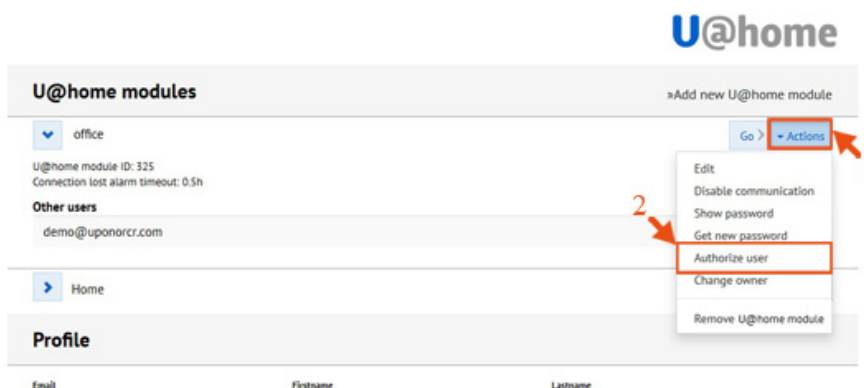 U@home
U@home modules
»Add new U@home module
office
Go
Actions
U@home module ID: 325
Connection lost alarm timeout: 0.5h
Other users
demo@uponorcr.com
Edit
Disable communication
Show password
2
Get new password
Authorize user
Change owner
Remove U@home module
Home
Profile
Email Firstname Lastname